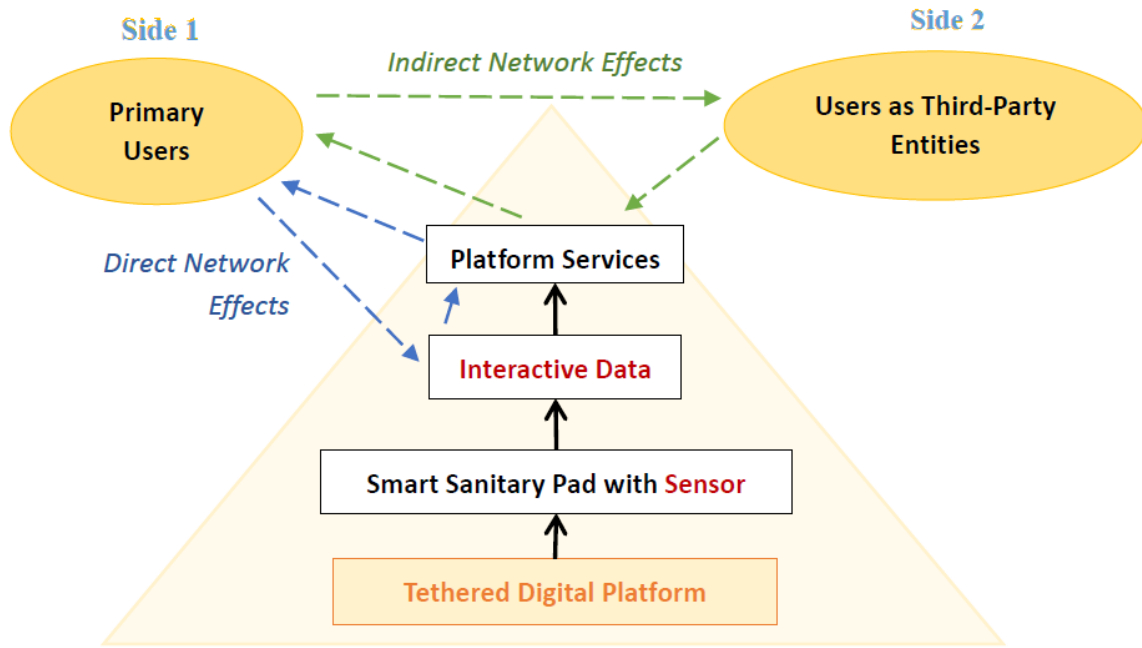 Side 1
Side 2
Indirect Network Effects
Primary
Users
Users as Third-Party
Entities
Platform Services
Direct Network
Effects
Interactive Data
Smart Sanitary Pad with Sensor
Tethered Digital Platform